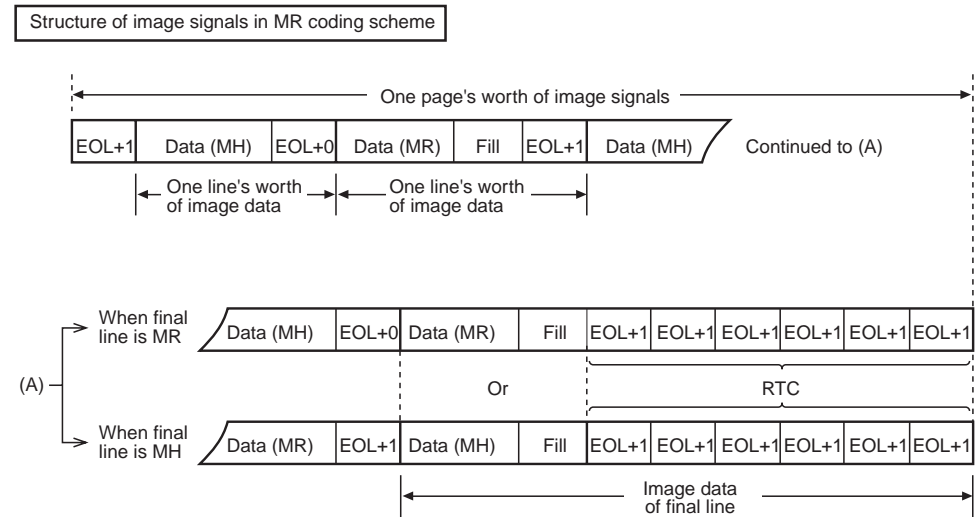 Structure of image signals in MR coding scheme
One page's worth of image signals
EOL+1 Data (MH) EOL+0 Data (MR) Fill EOL+1 Data (MH) Continued to (A)
One line's worth
of image data
One line's worth
of image data
When final
line is MR
Data (MH) EOL+0 Data (MR) Fill EOL+1 EOL+1 EOL+1 EOL+1 EOL+1 EOL+1
(A)
Or
RTC
When final
line is MH
Data (MR) EOL+1 Data (MH) Fill EOL+1 EOL+1 EOL+1 EOL+1 EOL+1 EOL+1
Image data
of final line